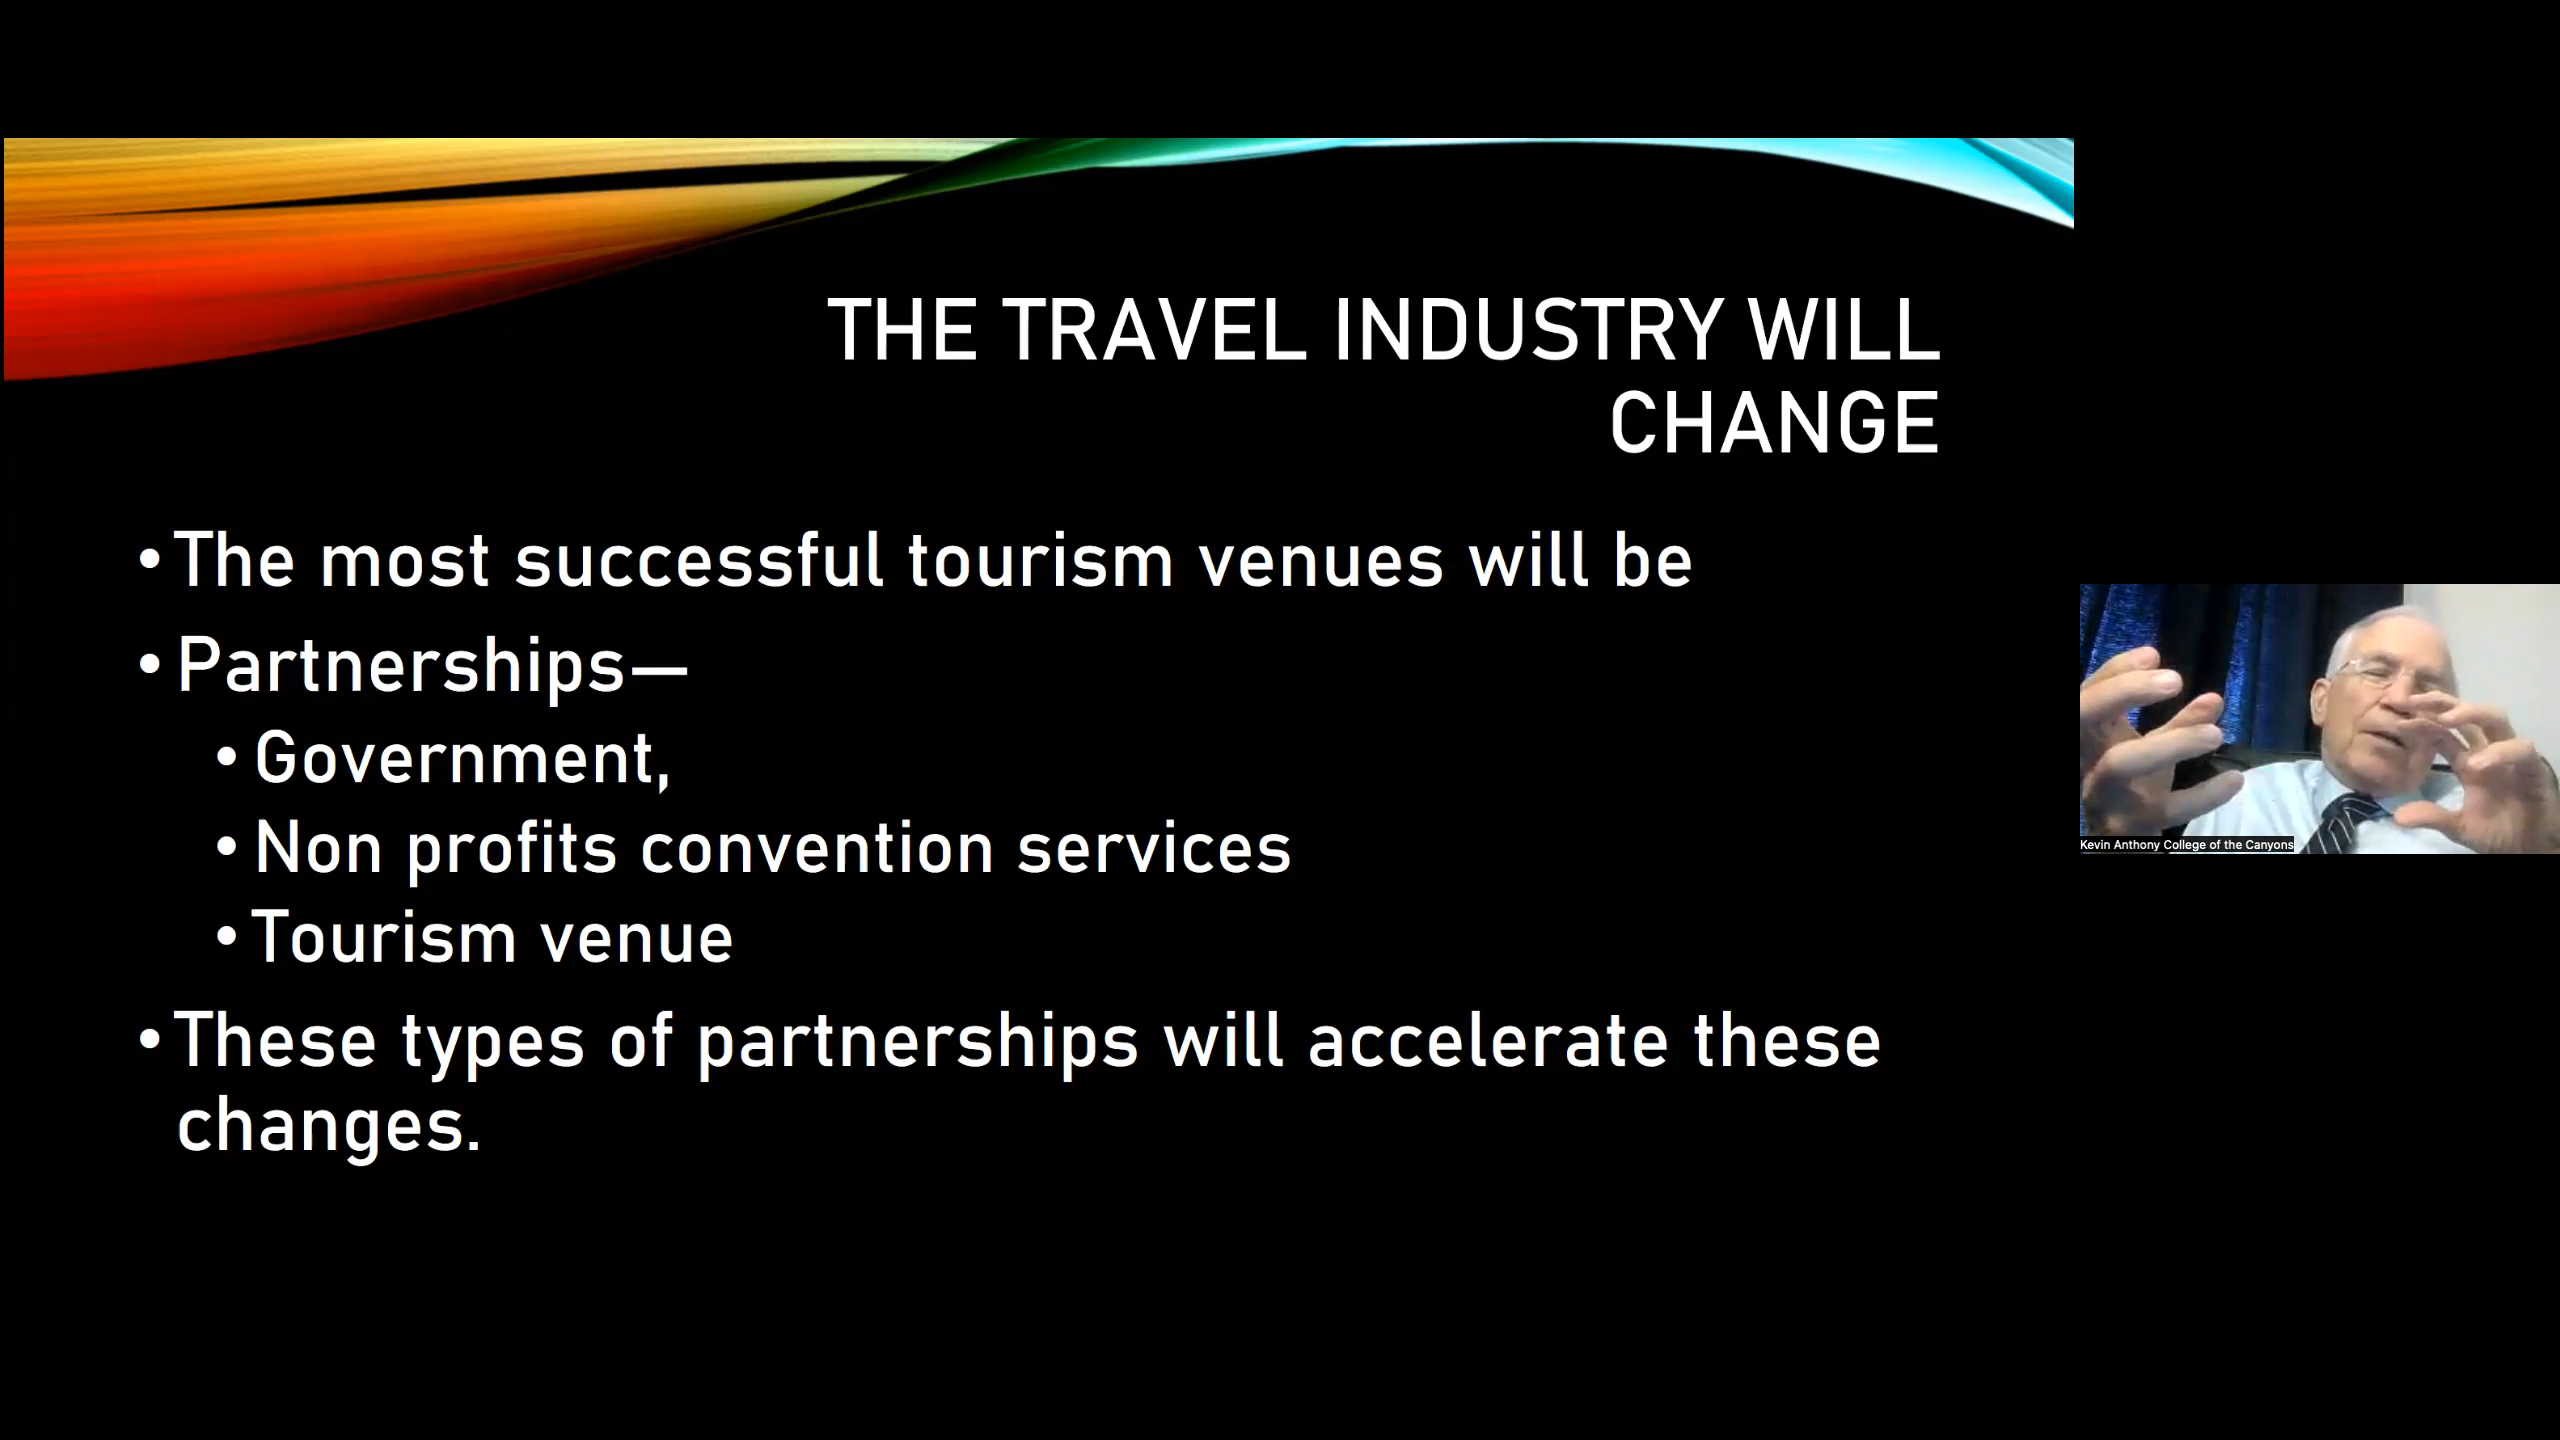 THE TRAVEL INDUSTRY WILL
CHANGE
•The most successful tourism venues will be
•Partnerships—
•Government,
•Non profits convention services
•Tourism venue
•These types of partnerships will accelerate these
changes.
Kevin Anthony College of the Canyons